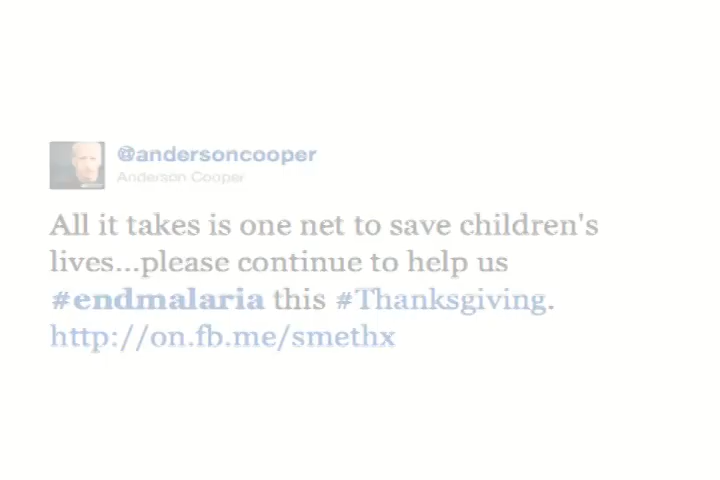 @andersoncooper
Anderson Cooper
All it takes is one net to save children's
lives...please continue to help us
#endmalaria this #Thanksgiving.
http://on.fb.me/smethx